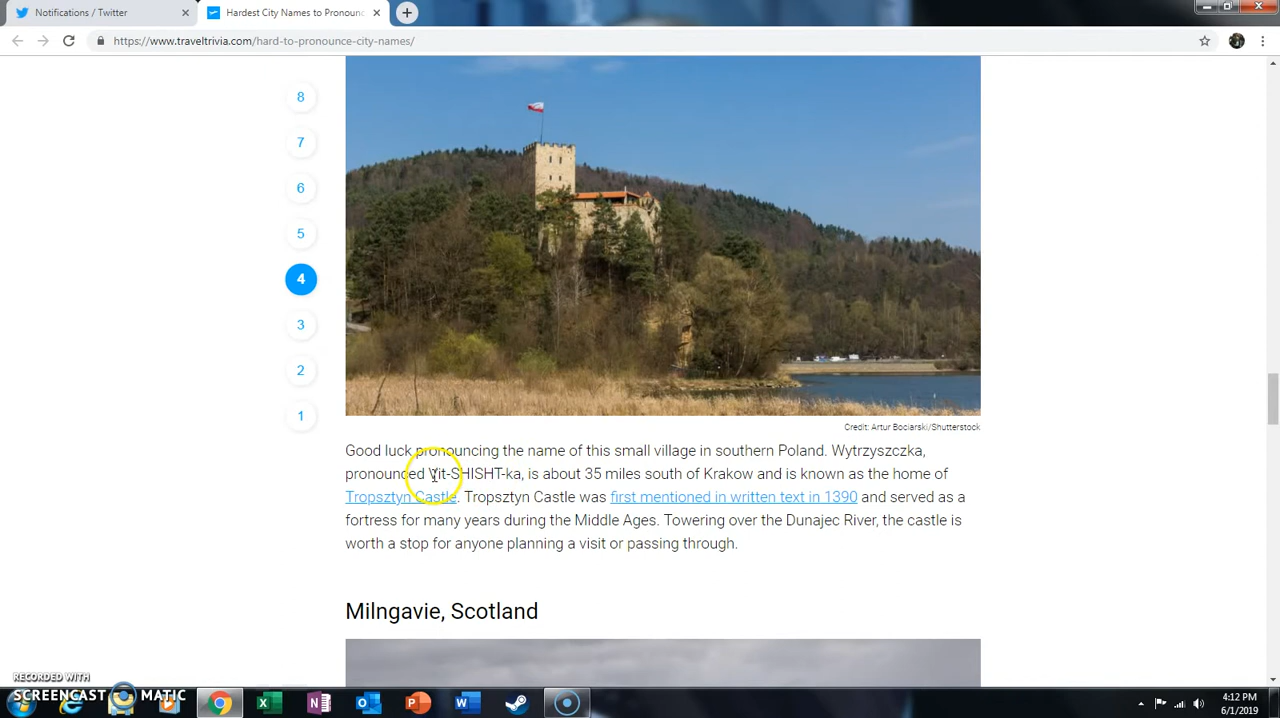 Notifications / Twitter
Hardest City Names to Pronounc
https://www.traveltrivia.com/hard-to-pronounce-city-names/
8
7
6
5
4
3
2
1
Credit: Artur Bociarski/Shutterstock
Good luck pronouncing the name of this small village in southern Poland. Wytrzyszczka,
pronounced Vit-SHISHT-ka, is about 35 miles south of Krakow and is known as the home of
Tropsztyn Castle. Tropsztyn Castle was first mentioned in written text in 1390 and served as a
fortress for many years during the Middle Ages. Towering over the Dunajec River, the castle is
worth a stop for anyone planning a visit or passing through.
Milngavie, Scotland
RECORDED WITH
SCREENCAST MATIC
4:12 PM
6/1/2019